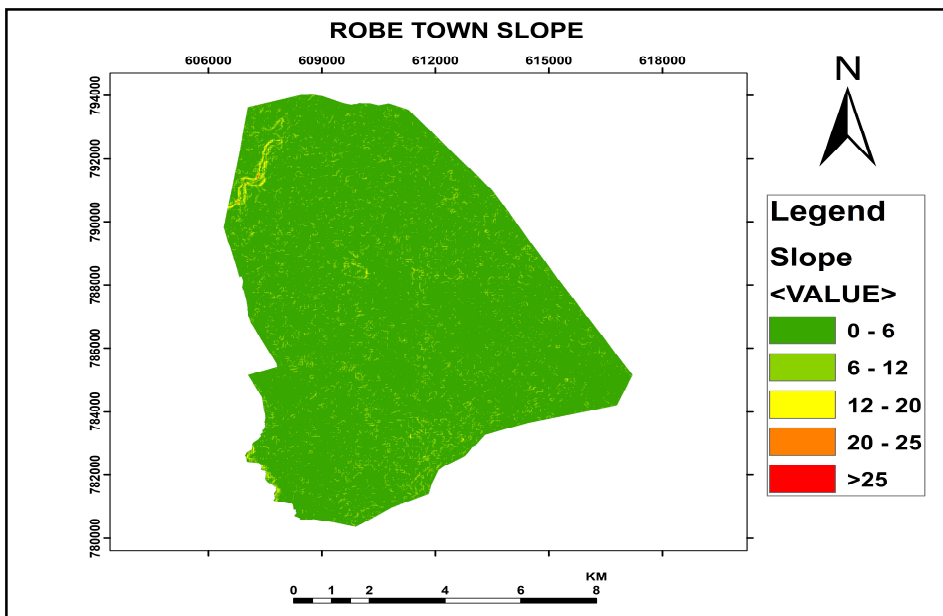 ROBE TOWN SLOPE
606000 609000 612000 615000 618000
794000
792000
790000
788000
786000
784000
782000
780000
N
Legend
Slope
<VALUE>
0 - 6
6 - 12
12 - 20
20 - 25
>25
KM
0 1 2 4 6 8